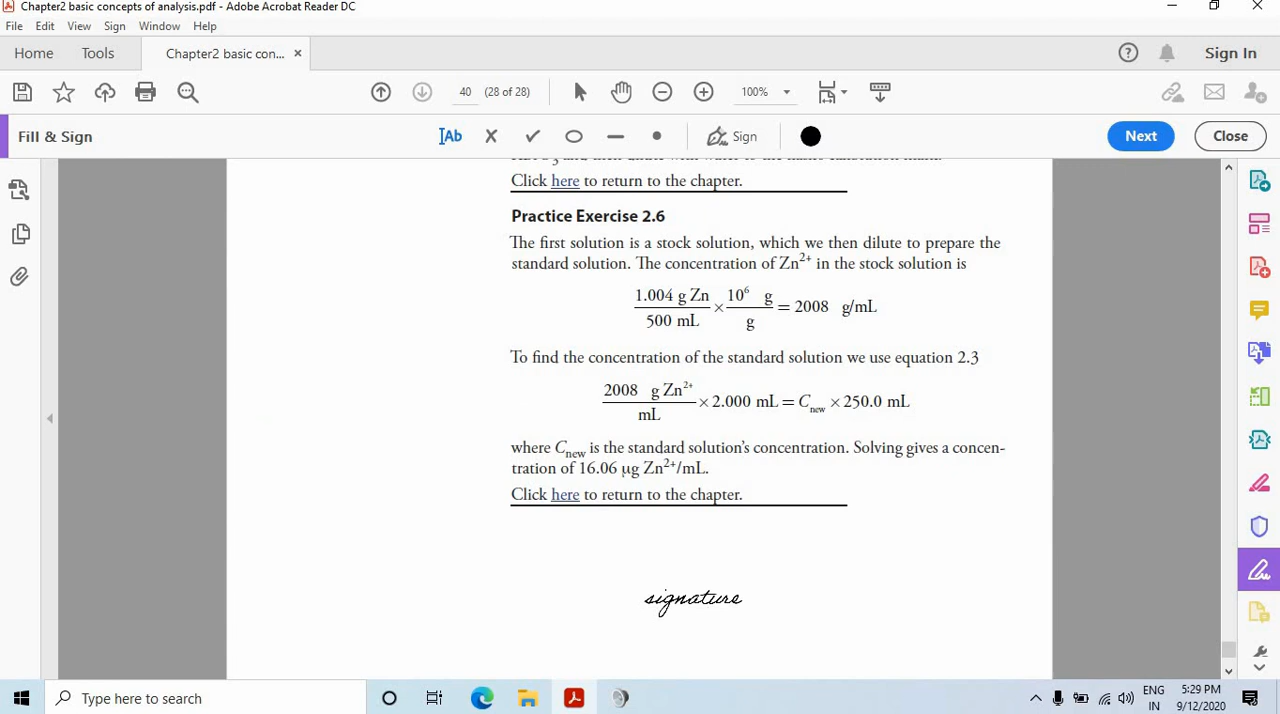 Chapter2 basic concepts of analysis.pdf - Adobe Acrobat Reader DC
File Edit View Sign Window Help
Home Tools Chapter2 basic con... × Sign In
40 (28 of 28) 100%
Fill & Sign Ab Sign Next Close
Click here to return to the chapter.
Practice Exercise 2.6
The first solution is a stock solution, which we then dilute to prepare the
standard solution. The concentration of Zn²⁺ in the stock solution is
1.004 g Zn / 500 mL × 10⁶ g / g = 2008 g/mL
To find the concentration of the standard solution we use equation 2.3
2008 g Zn²⁺ / mL × 2.000 mL = C new × 250.0 mL
where C new is the standard solution's concentration. Solving gives a concen-
tration of 16.06 µg Zn²⁺/mL.
Click here to return to the chapter.
signature
Type here to search ENG 5:29 PM
IN 9/12/2020